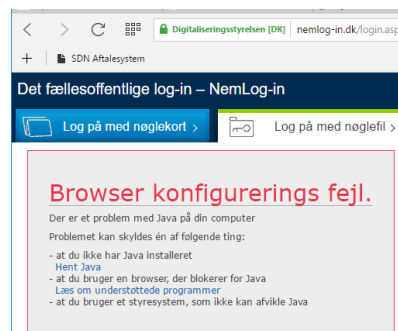 Digitaliseringsstyrelsen [DK] nemlog-in.dk/login.asp
SDN Aftalesystem
Det fællesoffentlige log-in – NemLog-in
Log på med nøglekort >
Log på med nøglefil >
Browser konfigurerings fejl.
Der er et problem med Java på din computer
Problemet kan skyldes én af følgende ting:
- at du ikke har Java installeret
Hent Java
- at du bruger en browser, der blokerer for Java
Læs om understøttede programmer
- at du bruger et styresystem, som ikke kan afvikle Java